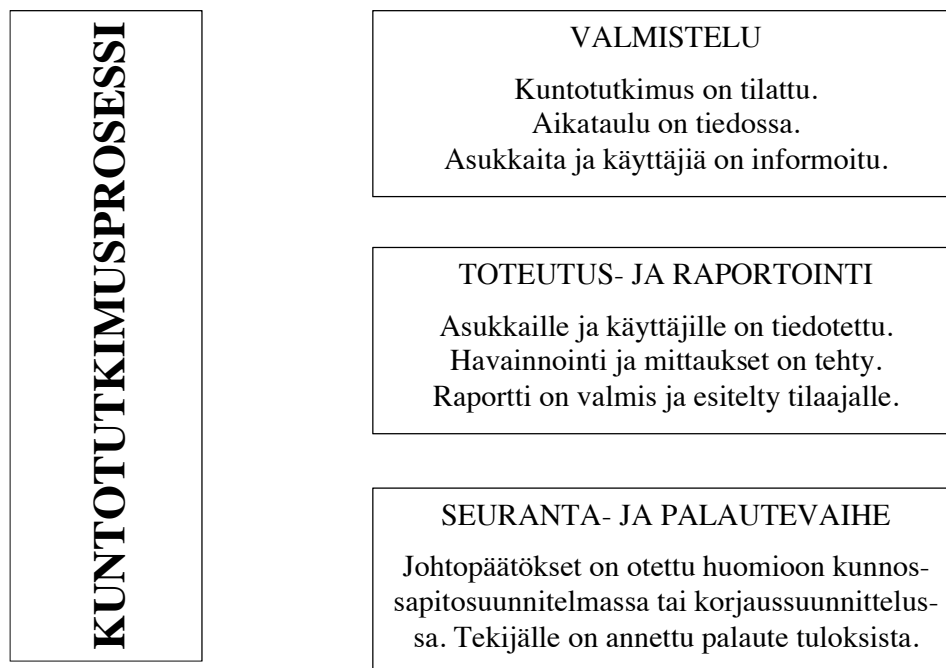 KUNTOTUTKIMUSPROSESSI
VALMISTELU
Kuntotutkimus on tilattu.
Aikataulu on tiedossa.
Asukkaita ja käyttäjiä on informoitu.
TOTEUTUS- JA RAPORTOINTI
Asukkaille ja käyttäjille on tiedotettu.
Havainnointi ja mittaukset on tehty.
Raportti on valmis ja esitelty tilaajalle.
SEURANTA- JA PALAUTEVAIHE
Johtopäätökset on otettu huomioon kunnos-
sapitosuunnitelmassa tai korjaussuunnittelus-
sa. Tekijälle on annettu palaute tuloksista.